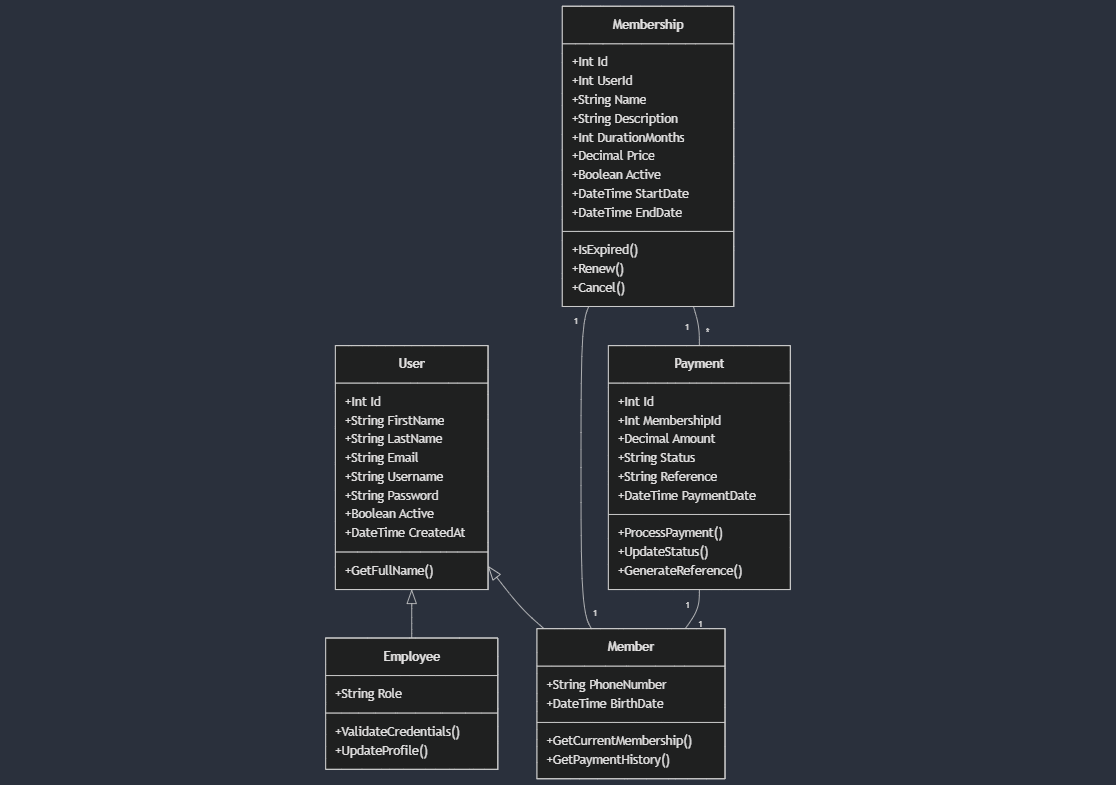 Membership
+Int Id
+Int UserId
+String Name
+String Description
+Int DurationMonths
+Decimal Price
+Boolean Active
+DateTime StartDate
+DateTime EndDate
+IsExpired()
+Renew()
+Cancel()
1
1
*
User
+Int Id
+String FirstName
+String LastName
+String Email
+String Username
+String Password
+Boolean Active
+DateTime CreatedAt
+GetFullName()
Payment
+Int Id
+Int MembershipId
+Decimal Amount
+String Status
+String Reference
+DateTime PaymentDate
+ProcessPayment()
+UpdateStatus()
+GenerateReference()
1
1
1
Employee
+String Role
+ValidateCredentials()
+UpdateProfile()
Member
+String PhoneNumber
+DateTime BirthDate
+GetCurrentMembership()
+GetPaymentHistory()